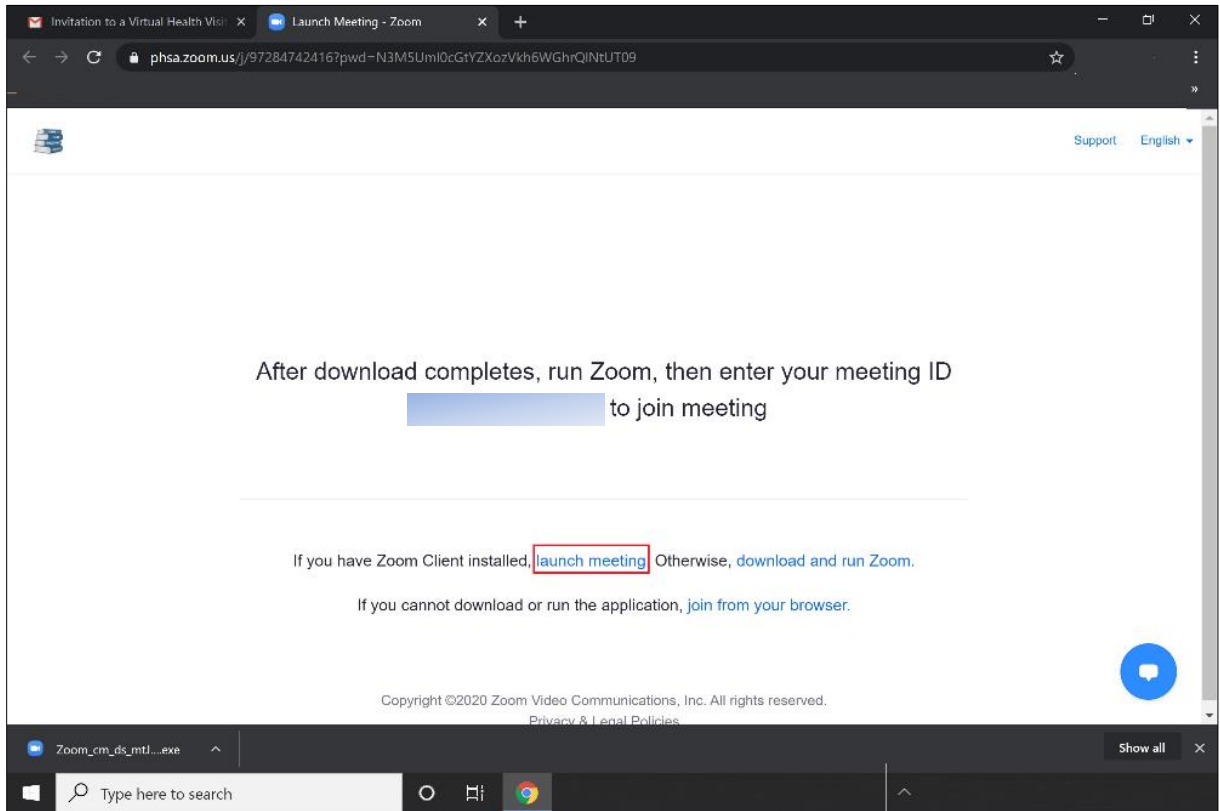 Invitation to a Virtual Health Visi
Launch Meeting - Zoom
phsa.zoom.us/j/97284742416?pwd=N3M5UmI0cGtYZXozVkh6WGhrQlNtUT09
Support English
After download completes, run Zoom, then enter your meeting ID
to join meeting
If you have Zoom Client installed, launch meeting. Otherwise, download and run Zoom.
If you cannot download or run the application, join from your browser.
Copyright ©2020 Zoom Video Communications, Inc. All rights reserved.
Privacy & Legal Policies
Zoom_cm_ds_mtJ....exe
Show all
Type here to search